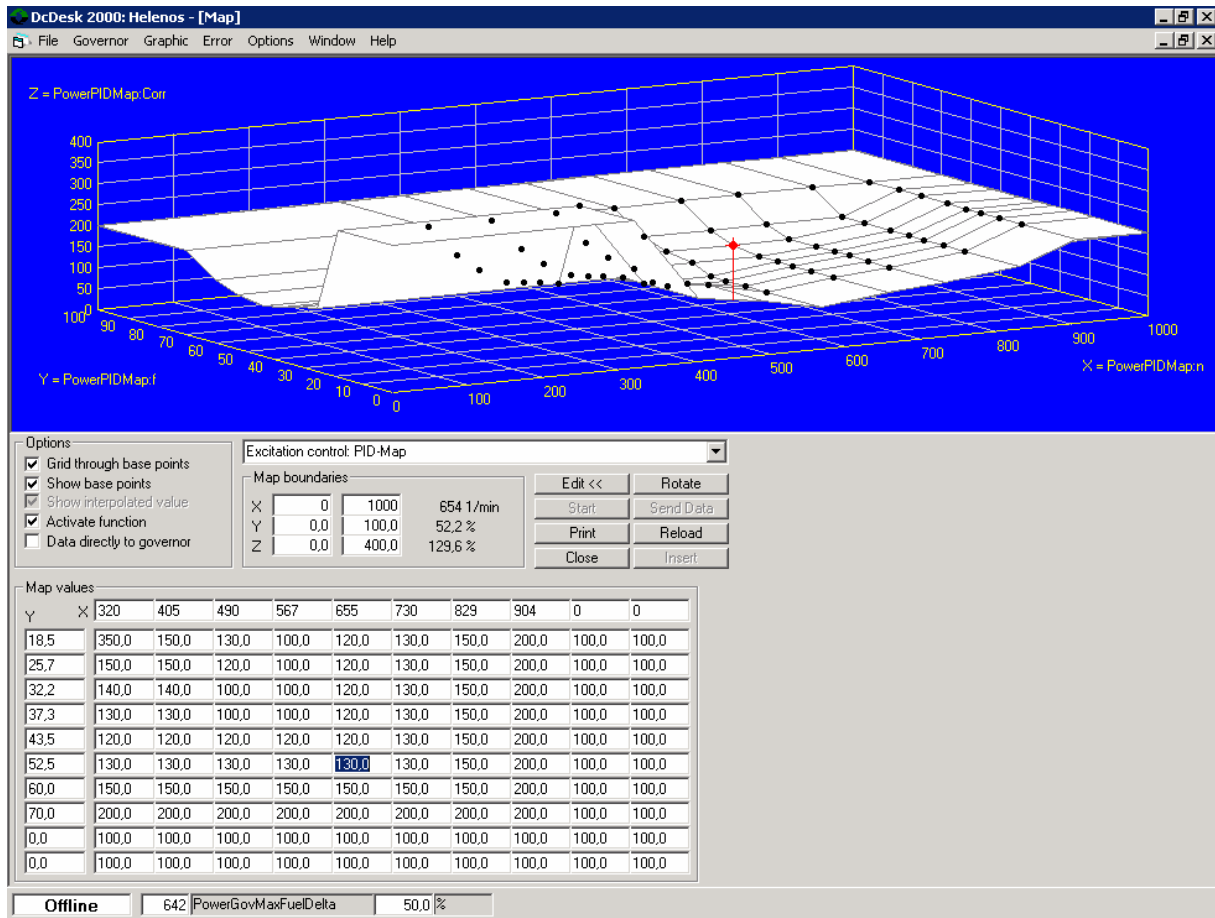 DcDesk 2000: Helenos - [Map]
File Governor Graphic Error Options Window Help
Z = PowerPIDMap:Corr
400
350
300
250
200
150
100
50
0
100
90
80
70
60
50
40
30
20
10
0
0
100
200
300
400
500
600
700
800
900
1000
Y = PowerPIDMap:f
X = PowerPIDMap:n
Options
Grid through base points
Show base points
Show interpolated value
Activate function
Data directly to governor
Excitation control: PID-Map
Map boundaries
X 0 1000 654 1/min
Y 0,0 100,0 52,2 %
Z 0,0 400,0 129,6 %
Edit << Rotate
Start Send Data
Print Reload
Close Insert
Map values
Y X 320 405 490 567 655 730 829 904 0 0
18,5 350,0 150,0 130,0 100,0 120,0 130,0 150,0 200,0 100,0 100,0
25,7 150,0 150,0 120,0 100,0 120,0 130,0 150,0 200,0 100,0 100,0
32,2 140,0 140,0 100,0 100,0 120,0 130,0 150,0 200,0 100,0 100,0
37,3 130,0 130,0 100,0 100,0 120,0 130,0 150,0 200,0 100,0 100,0
43,5 120,0 120,0 120,0 120,0 120,0 130,0 150,0 200,0 100,0 100,0
52,5 130,0 130,0 130,0 130,0 130,0 130,0 150,0 200,0 100,0 100,0
60,0 150,0 150,0 150,0 150,0 150,0 150,0 150,0 200,0 100,0 100,0
70,0 200,0 200,0 200,0 200,0 200,0 200,0 200,0 200,0 100,0 100,0
0,0 100,0 100,0 100,0 100,0 100,0 100,0 100,0 100,0 100,0 100,0
0,0 100,0 100,0 100,0 100,0 100,0 100,0 100,0 100,0 100,0 100,0
Offline 642 PowerGovMaxFuelDelta 50,0 %